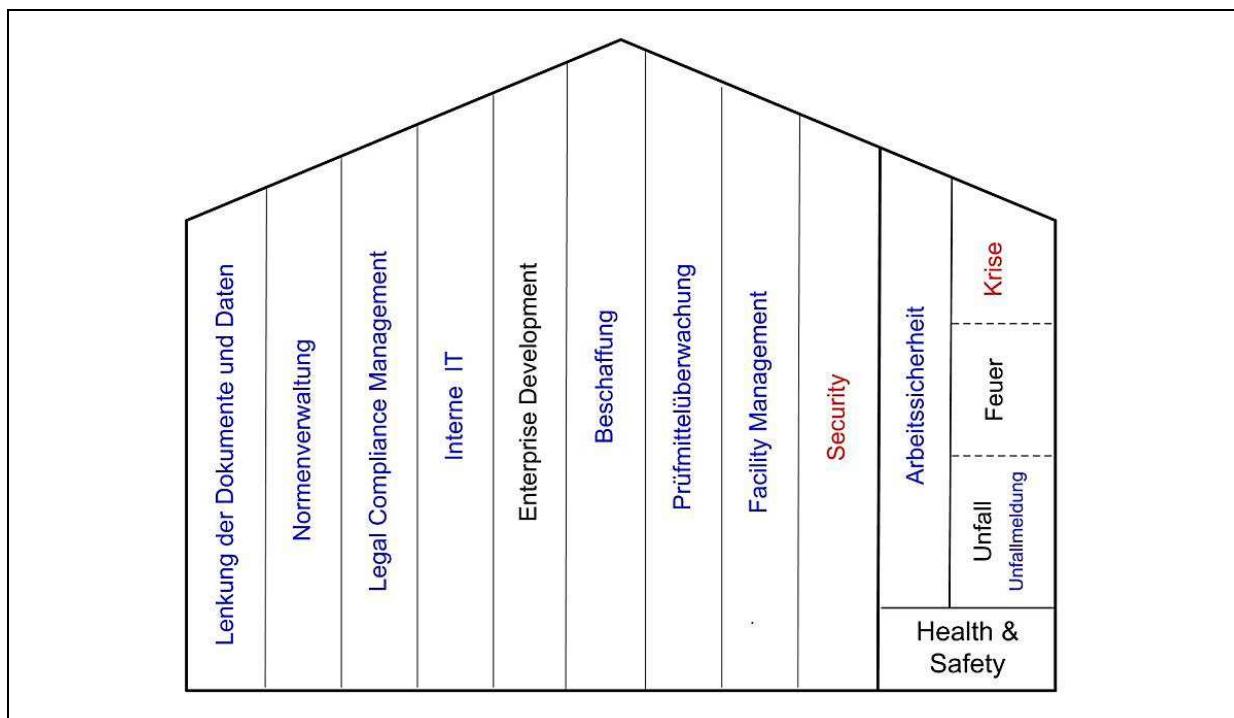 Lenkung der Dokumente und Daten
Normenverwaltung
Legal Compliance Management
Interne IT
Enterprise Development
Beschaffung
Prüfmittelüberwachung
Facility Management
Security
Arbeitssicherheit
Krise
Feuer
Unfall
Unfallmeldung
Health &
Safety